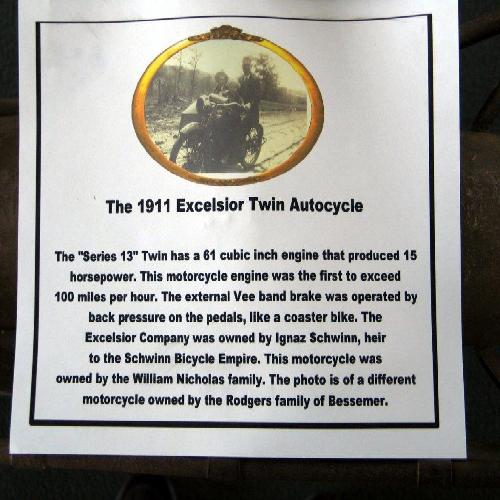 The 1911 Excelsior Twin Autocycle
The "Series 13" Twin has a 61 cubic inch engine that produced 15
horsepower. This motorcycle engine was the first to exceed
100 miles per hour. The external Vee band brake was operated by
back pressure on the pedals, like a coaster bike. The
Excelsior Company was owned by Ignaz Schwinn, heir
to the Schwinn Bicycle Empire. This motorcycle was
owned by the William Nicholas family. The photo is of a different
motorcycle owned by the Rodgers family of Bessemer.